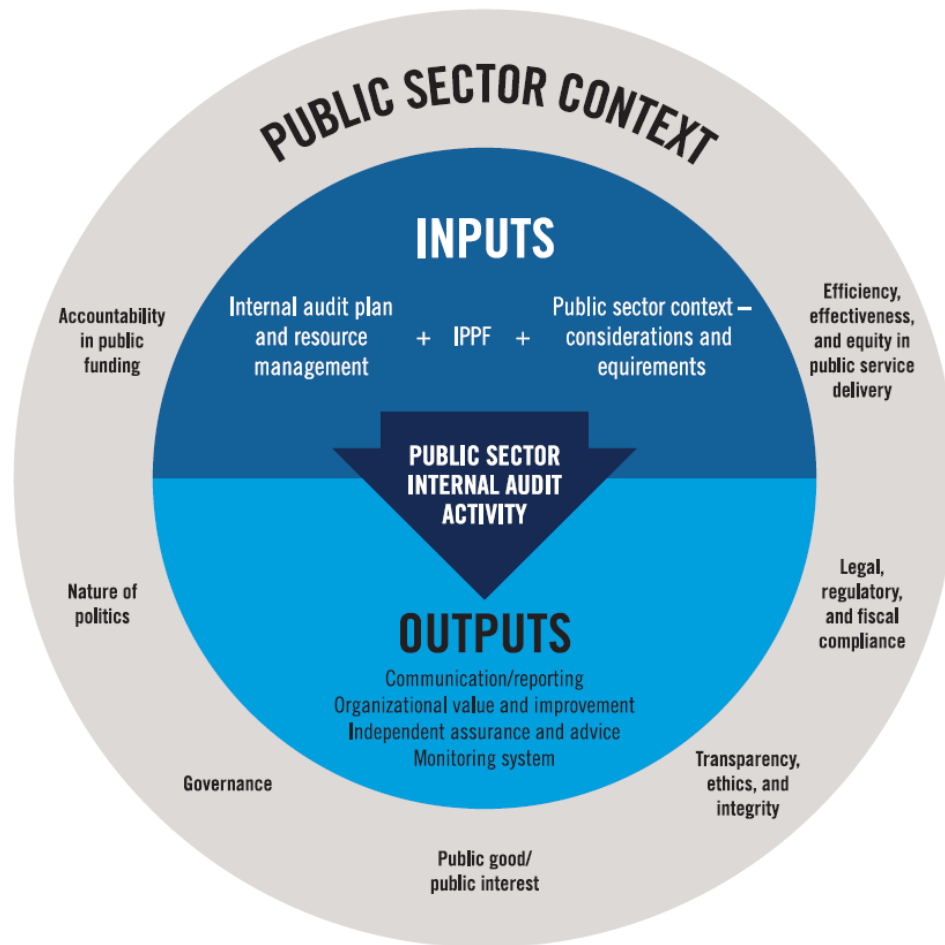 PUBLIC SECTOR CONTEXT
INPUTS
Internal audit plan
and resource
management
+ IPPF +
Public sector context –
considerations and
equirements
PUBLIC SECTOR
INTERNAL AUDIT
ACTIVITY
OUTPUTS
Communication/reporting
Organizational value and improvement
Independent assurance and advice
Monitoring system
Accountability
in public
funding
Nature of
politics
Governance
Public good/
public interest
Transparency,
ethics, and
integrity
Legal,
regulatory,
and fiscal
compliance
Efficiency,
effectiveness,
and equity in
public service
delivery